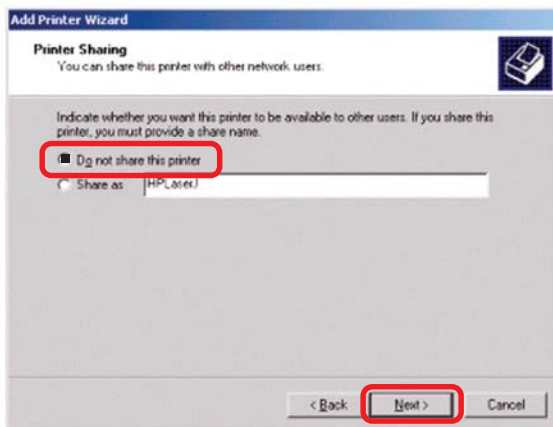 Add Printer Wizard
Printer Sharing
You can share this printer with other network users.
Indicate whether you want this printer to be available to other users. If you share this
printer, you must provide a share name.
Do not share this printer
Share as HPLaserJ
< Back Next > Cancel